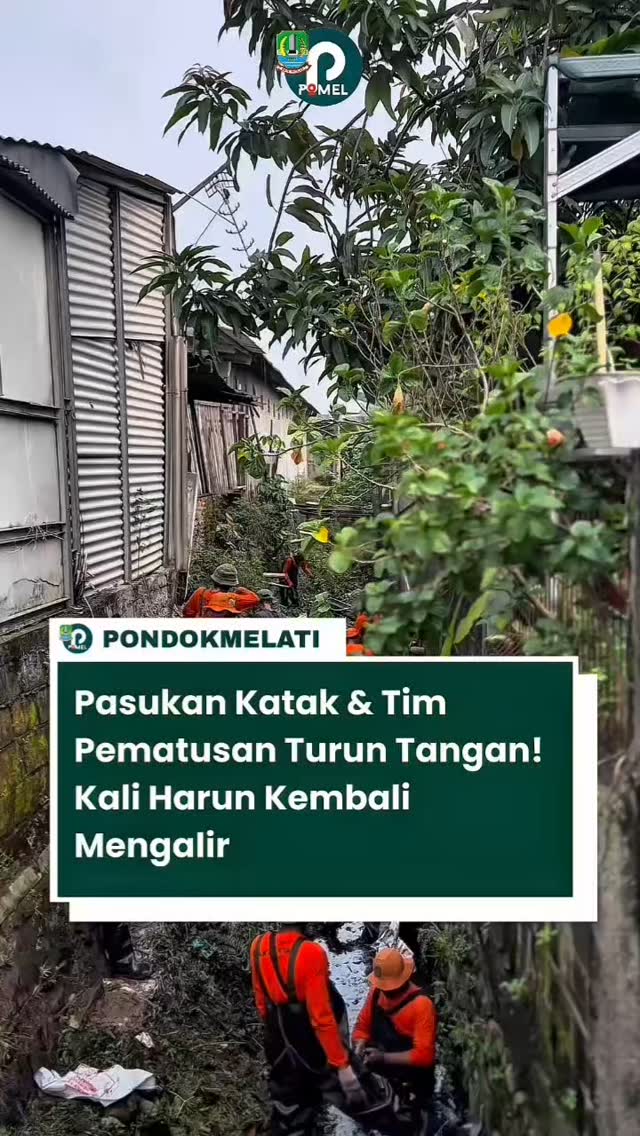 POMEL
PONDOKMELATI
Pasukan Katak & Tim
Pematusan Turun Tangan!
Kali Harun Kembali
Mengalir